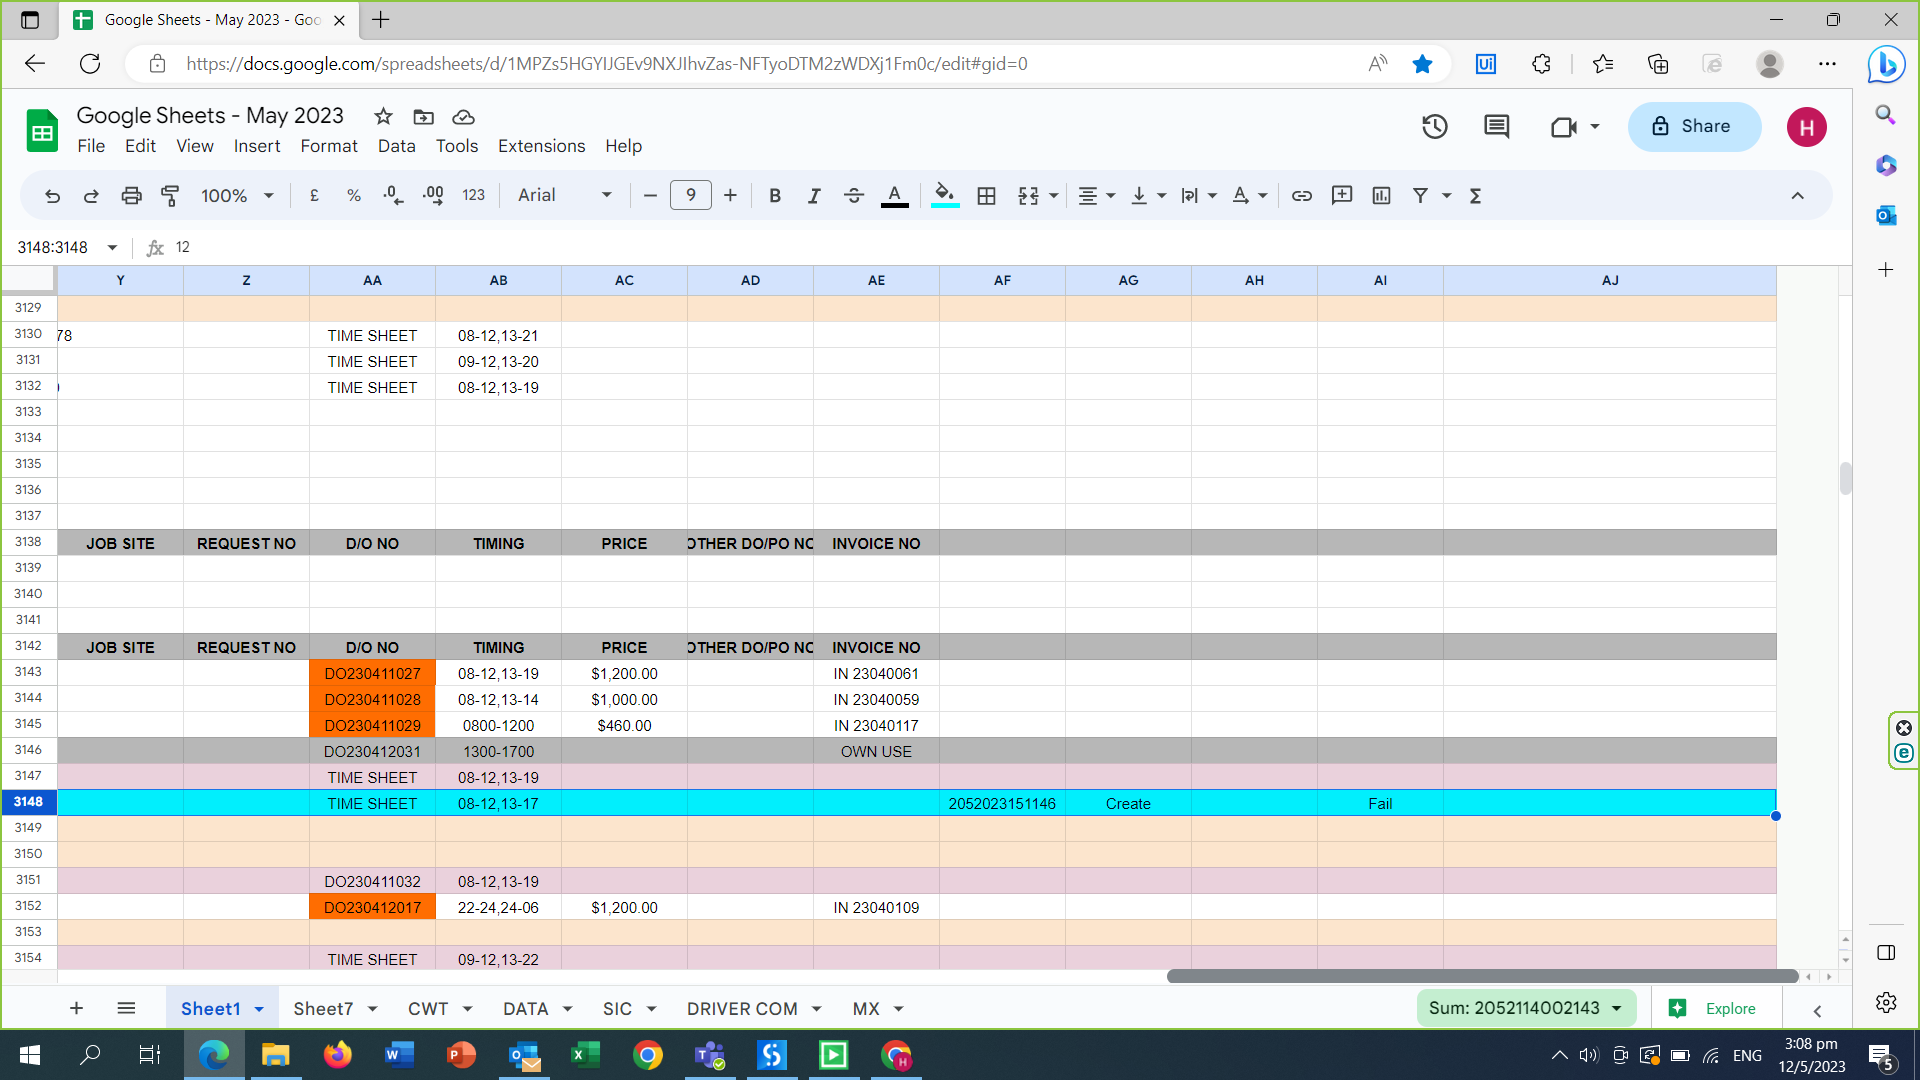 Google Sheets - May 2023 - Goo
https://docs.google.com/spreadsheets/d/1MPZs5HGYIJGEv9NXJIhvZas-NFTyoDTM2zWDXj1Fm0c/edit#gid=0
Google Sheets - May 2023
Share
H
File Edit View Insert Format Data Tools Extensions Help
100% £ % .0 .00 123 Arial 9 B I S A
3148:3148 fx 12
Y Z AA AB AC AD AE AF AG AH AI AJ
3129
3130 78 TIME SHEET 08-12,13-21
3131 TIME SHEET 09-12,13-20
3132 TIME SHEET 08-12,13-19
3133
3134
3135
3136
3137
3138 JOB SITE REQUEST NO D/O NO TIMING PRICE OTHER DO/PO NO INVOICE NO
3139
3140
3141
3142 JOB SITE REQUEST NO D/O NO TIMING PRICE OTHER DO/PO NO INVOICE NO
3143 DO230411027 08-12,13-19 $1,200.00 IN 23040061
3144 DO230411028 08-12,13-14 $1,000.00 IN 23040059
3145 DO230411029 0800-1200 $460.00 IN 23040117
3146 DO230412031 1300-1700 OWN USE
3147 TIME SHEET 08-12,13-19
3148 TIME SHEET 08-12,13-17 2052023151146 Create Fail
3149
3150
3151 DO230411032 08-12,13-19
3152 DO230412017 22-24,24-06 $1,200.00 IN 23040109
3153
3154 TIME SHEET 09-12,13-22
Sheet1 Sheet7 CWT DATA SIC DRIVER COM MX Sum: 2052114002143 Explore
ENG
3:08 pm
12/5/2023
5